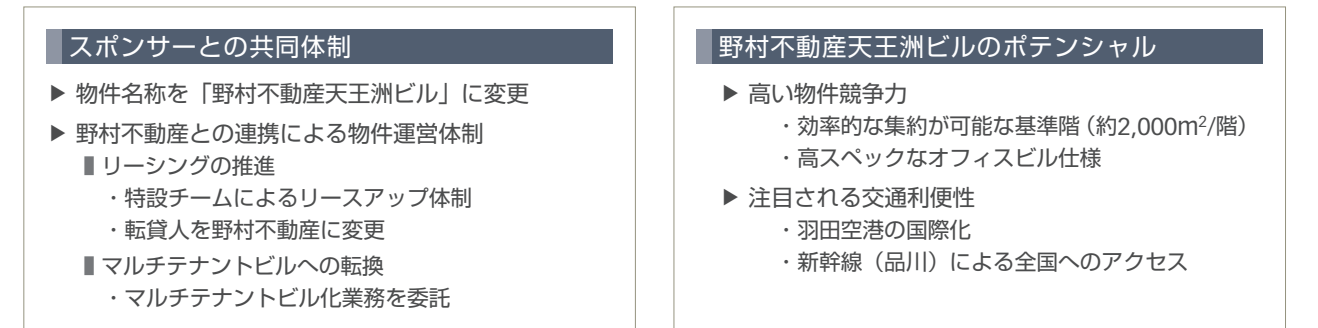 スポンサーとの共同体制
▶ 物件名称を「野村不動産天王洲ビル」に変更
▶ 野村不動産との連携による物件運営体制
▮リーシングの推進
・特設チームによるリースアップ体制
・転貸人を野村不動産に変更
▮マルチテナントビルへの転換
・マルチテナントビル化業務を委託
野村不動産天王洲ビルのポテンシャル
▶ 高い物件競争力
・効率的な集約が可能な基準階（約2,000m²/階）
・高スペックなオフィスビル仕様
▶ 注目される交通利便性
・羽田空港の国際化
・新幹線（品川）による全国へのアクセス